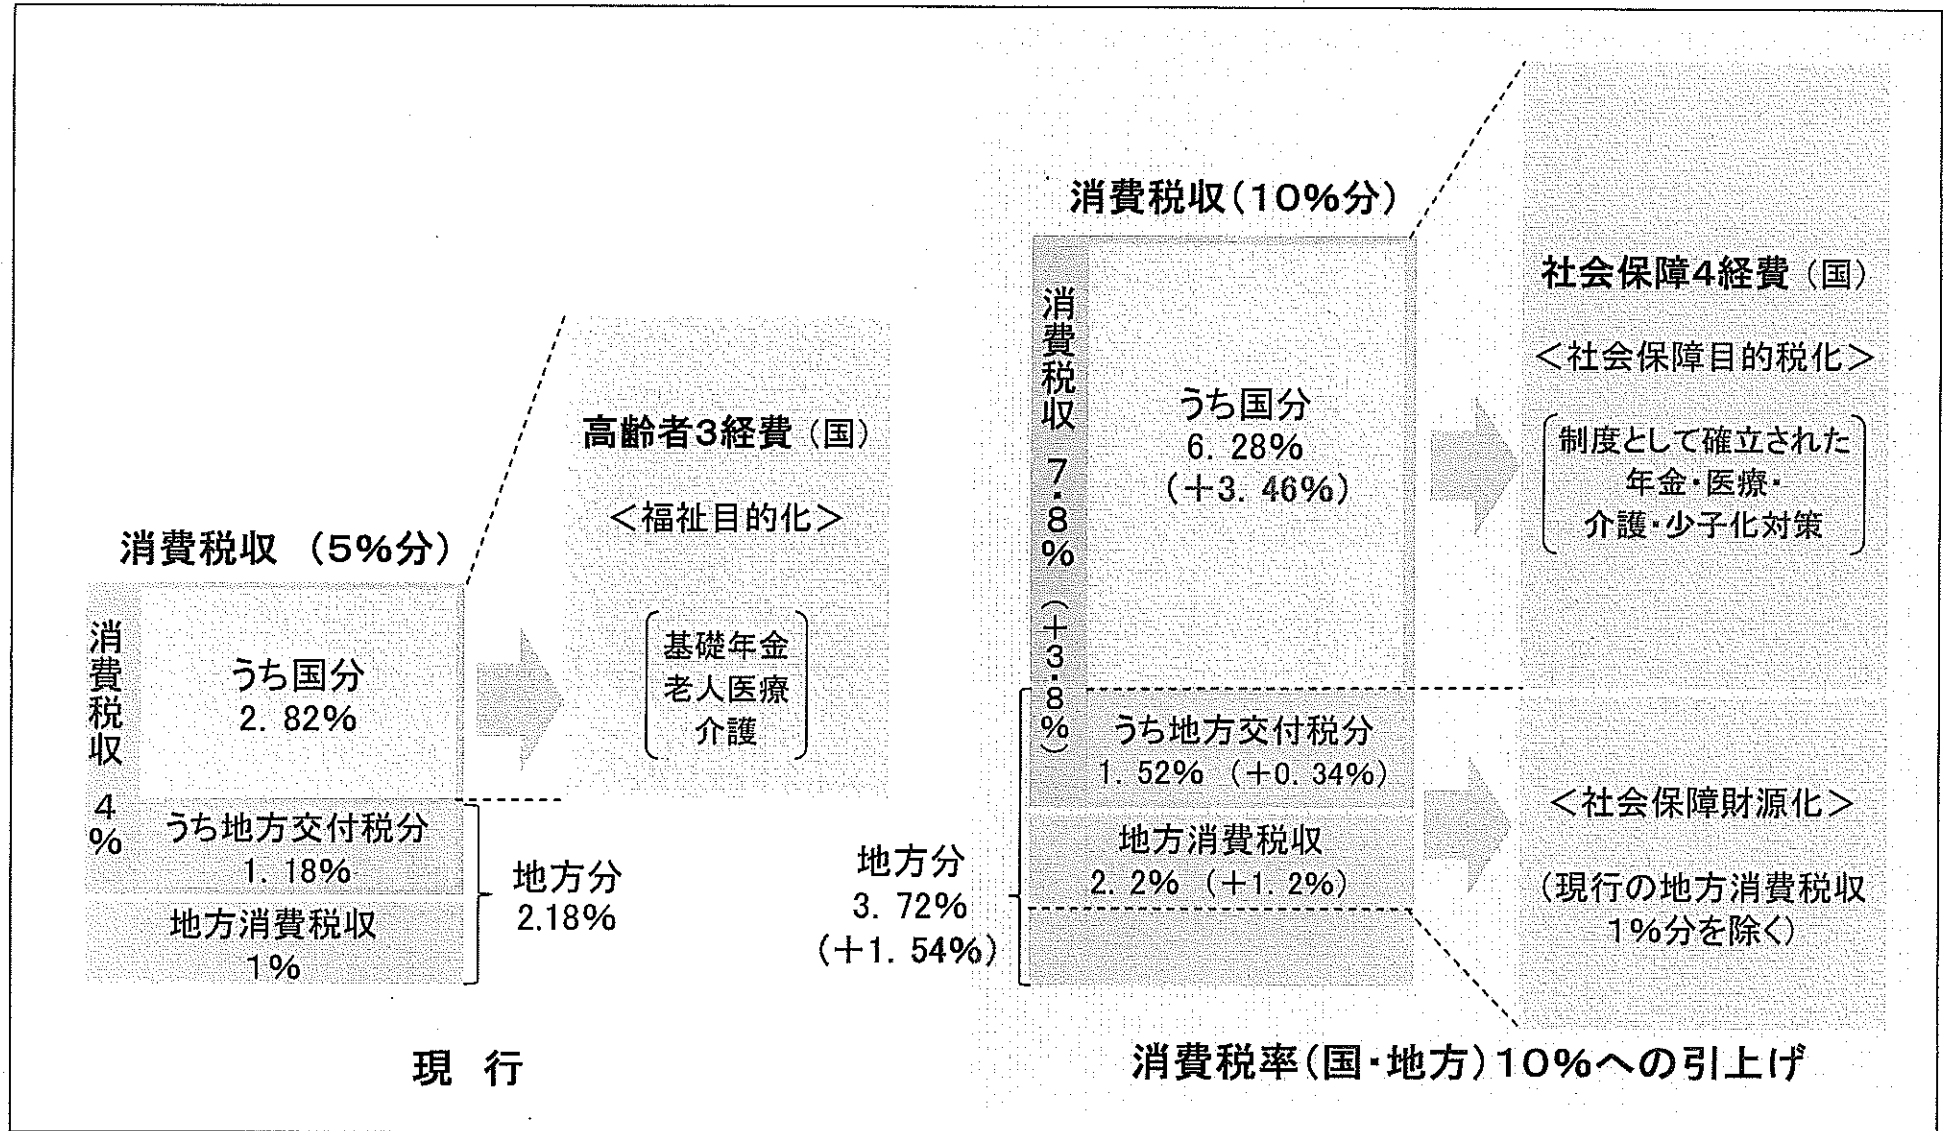 消費税収 （5%分）
消費税収 4%
うち国分
2. 82%
うち地方交付税分
1. 18%
地方消費税収
1%
地方分
2.18%
高齢者3経費（国）
＜福祉目的化＞
基礎年金
老人医療
介護
現 行
消費税収（10%分）
消費税収 7.8% （＋3.8%）
うち国分
6. 28%
（＋3. 46%）
うち地方交付税分
1. 52% （＋0. 34%）
地方消費税収
2. 2% （＋1. 2%）
地方分
3. 72%
（＋1. 54%）
社会保障4経費（国）
＜社会保障目的税化＞
制度として確立された
年金・医療・
介護・少子化対策
＜社会保障財源化＞
（現行の地方消費税収
1%分を除く）
消費税率（国・地方）10%への引上げ